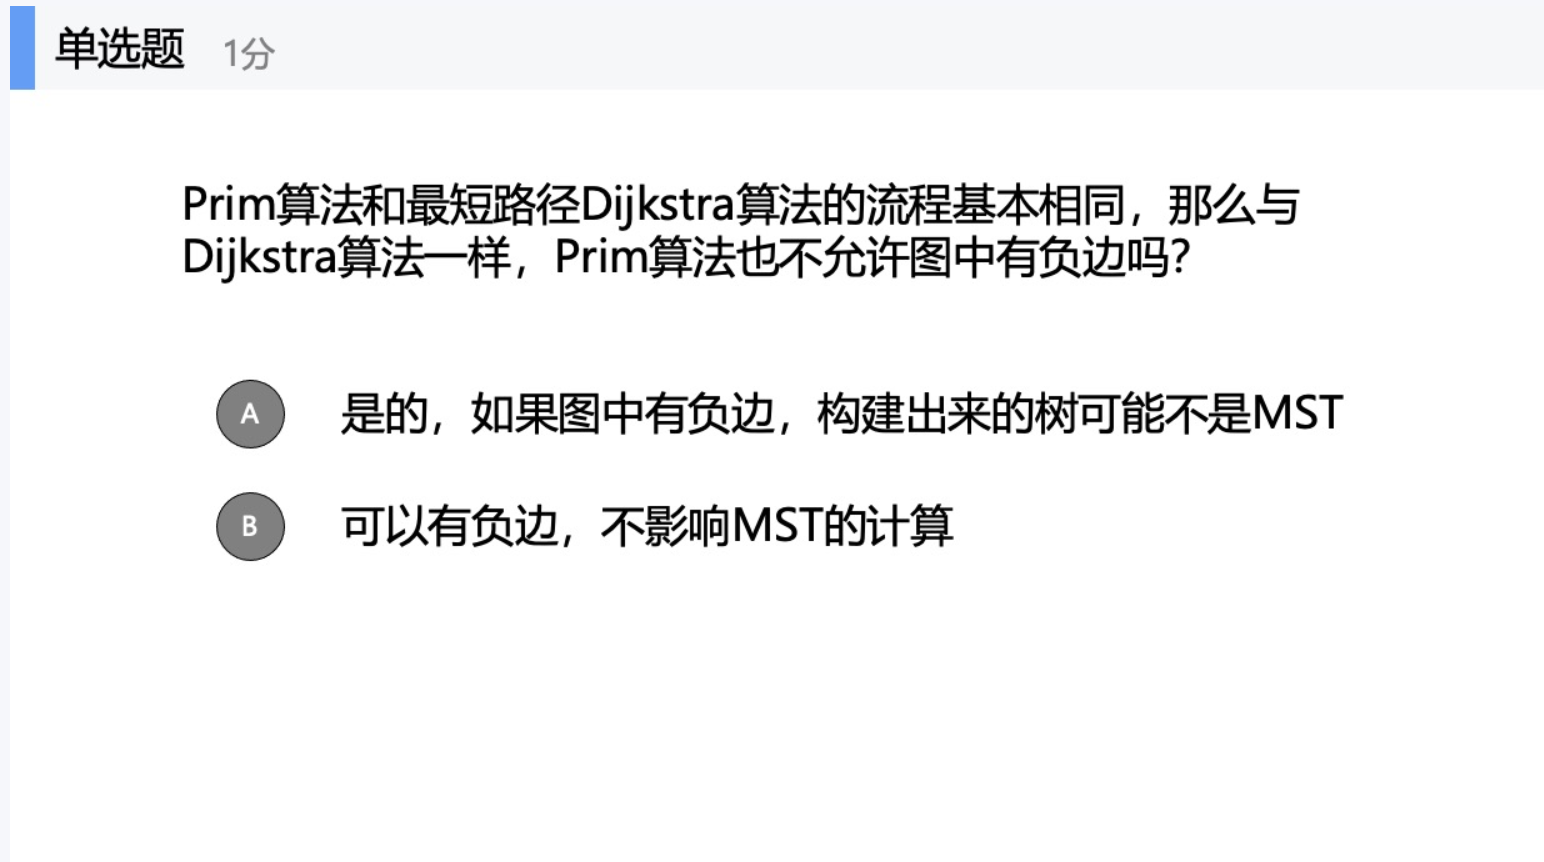 单选题 1分
Prim算法和最短路径Dijkstra算法的流程基本相同，那么与
Dijkstra算法一样，Prim算法也不允许图中有负边吗？
A 是的，如果图中有负边，构建出来的树可能不是MST
B 可以有负边，不影响MST的计算